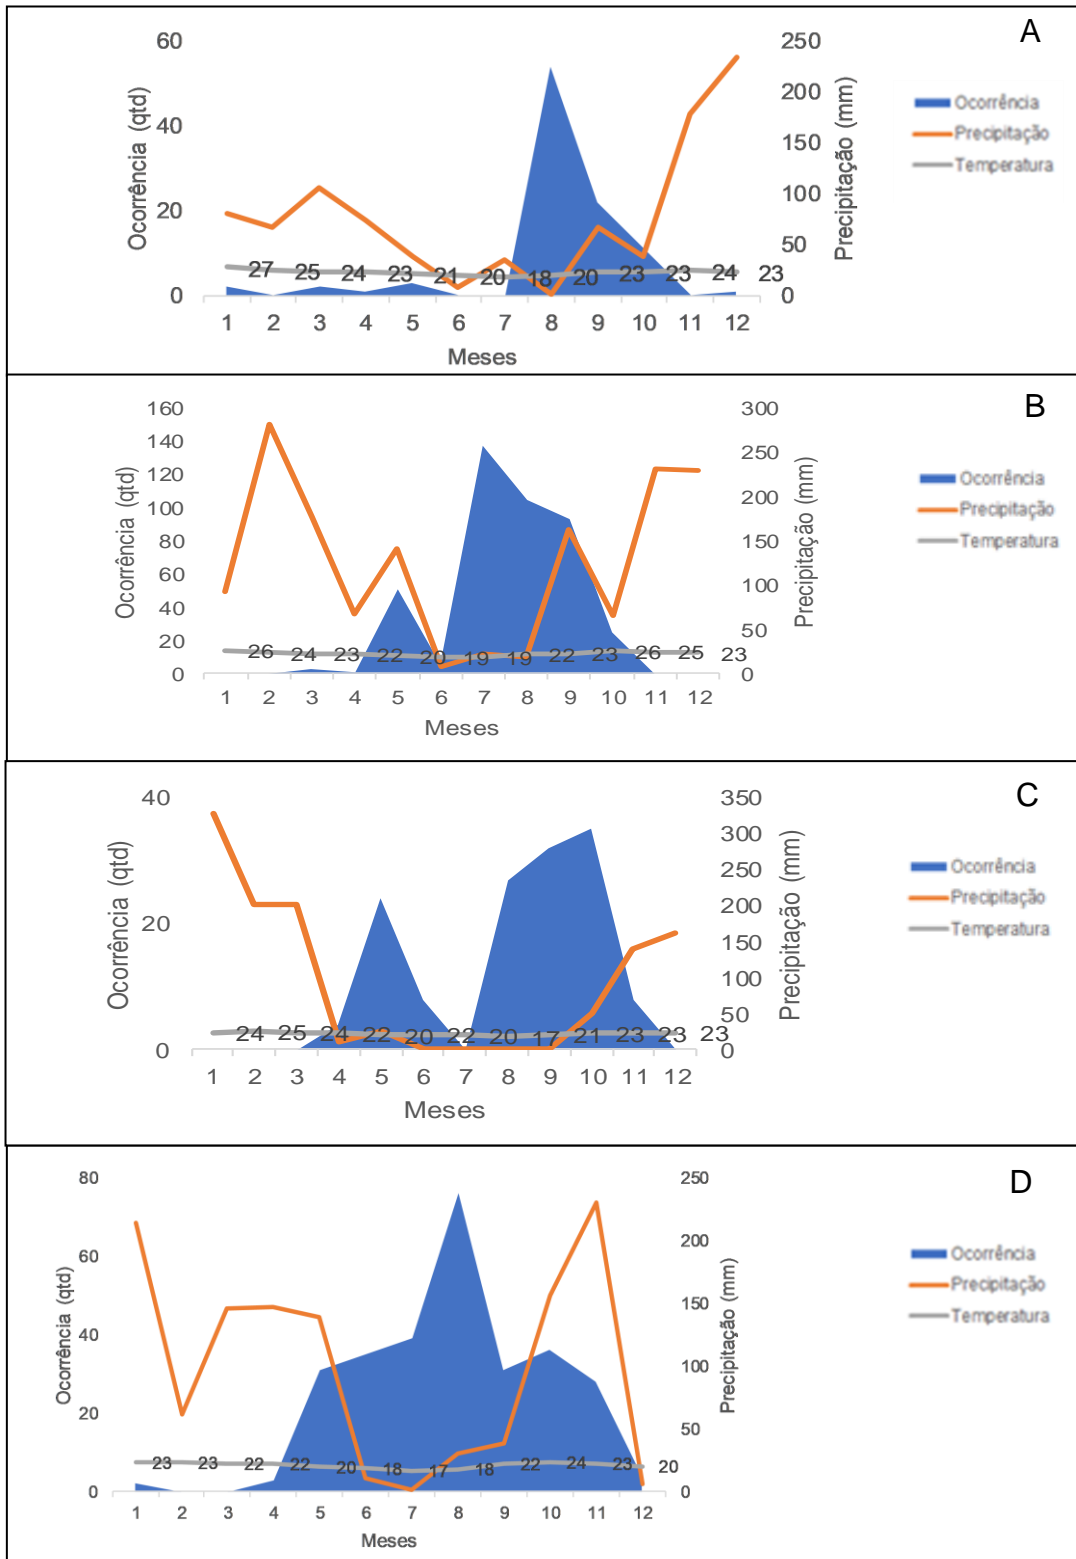 A
60
40
20
0
Ocorrência (qtd)
250
200
150
100
50
0
Precipitação (mm)
Ocorrência
Precipitação
Temperatura
27 25 24 23 21 20 18 20 23 23 24 23
1 2 3 4 5 6 7 8 9 10 11 12
Meses
B
160
140
120
100
80
60
40
20
0
Ocorrência (qtd)
300
250
200
150
100
50
0
Precipitação (mm)
Ocorrência
Precipitação
Temperatura
26 24 23 22 20 19 19 22 23 26 25 23
1 2 3 4 5 6 7 8 9 10 11 12
Meses
C
40
20
0
Ocorrência (qtd)
350
300
250
200
150
100
50
0
Precipitação (mm)
Ocorrência
Precipitação
Temperatura
24 25 24 22 20 22 20 17 21 23 23 23
1 2 3 4 5 6 7 8 9 10 11 12
Meses
D
80
60
40
20
0
Ocorrência (qtd)
250
200
150
100
50
0
Precipitação (mm)
Ocorrência
Precipitação
Temperatura
23 23 22 22 20 18 17 18 22 24 23 20
1 2 3 4 5 6 7 8 9 10 11 12
Meses